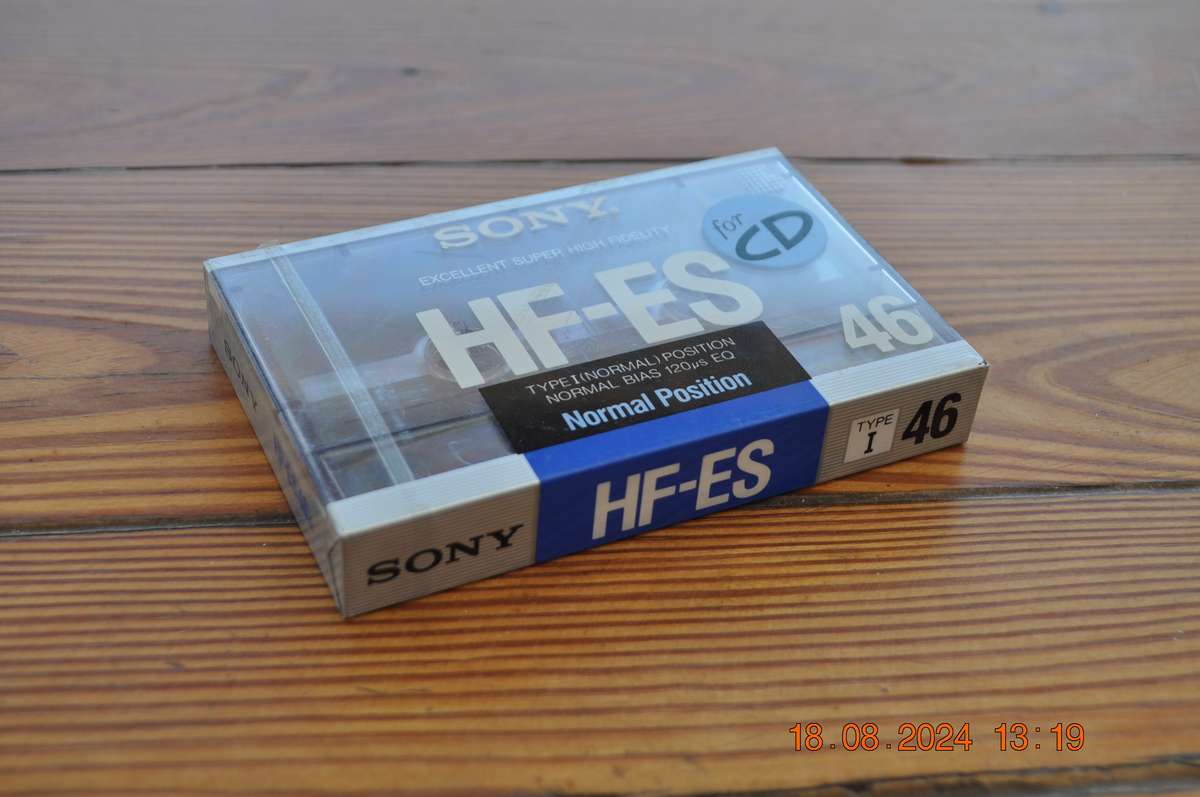 SONY
EXCELLENT SUPER HIGH FIDELITY
for
CD
HF-ES
46
TYPE I (NORMAL) POSITION
NORMAL BIAS 120µs EQ
Normal Position
SONY
HF-ES
TYPE
I
46
SONY
18.08.2024 13:19